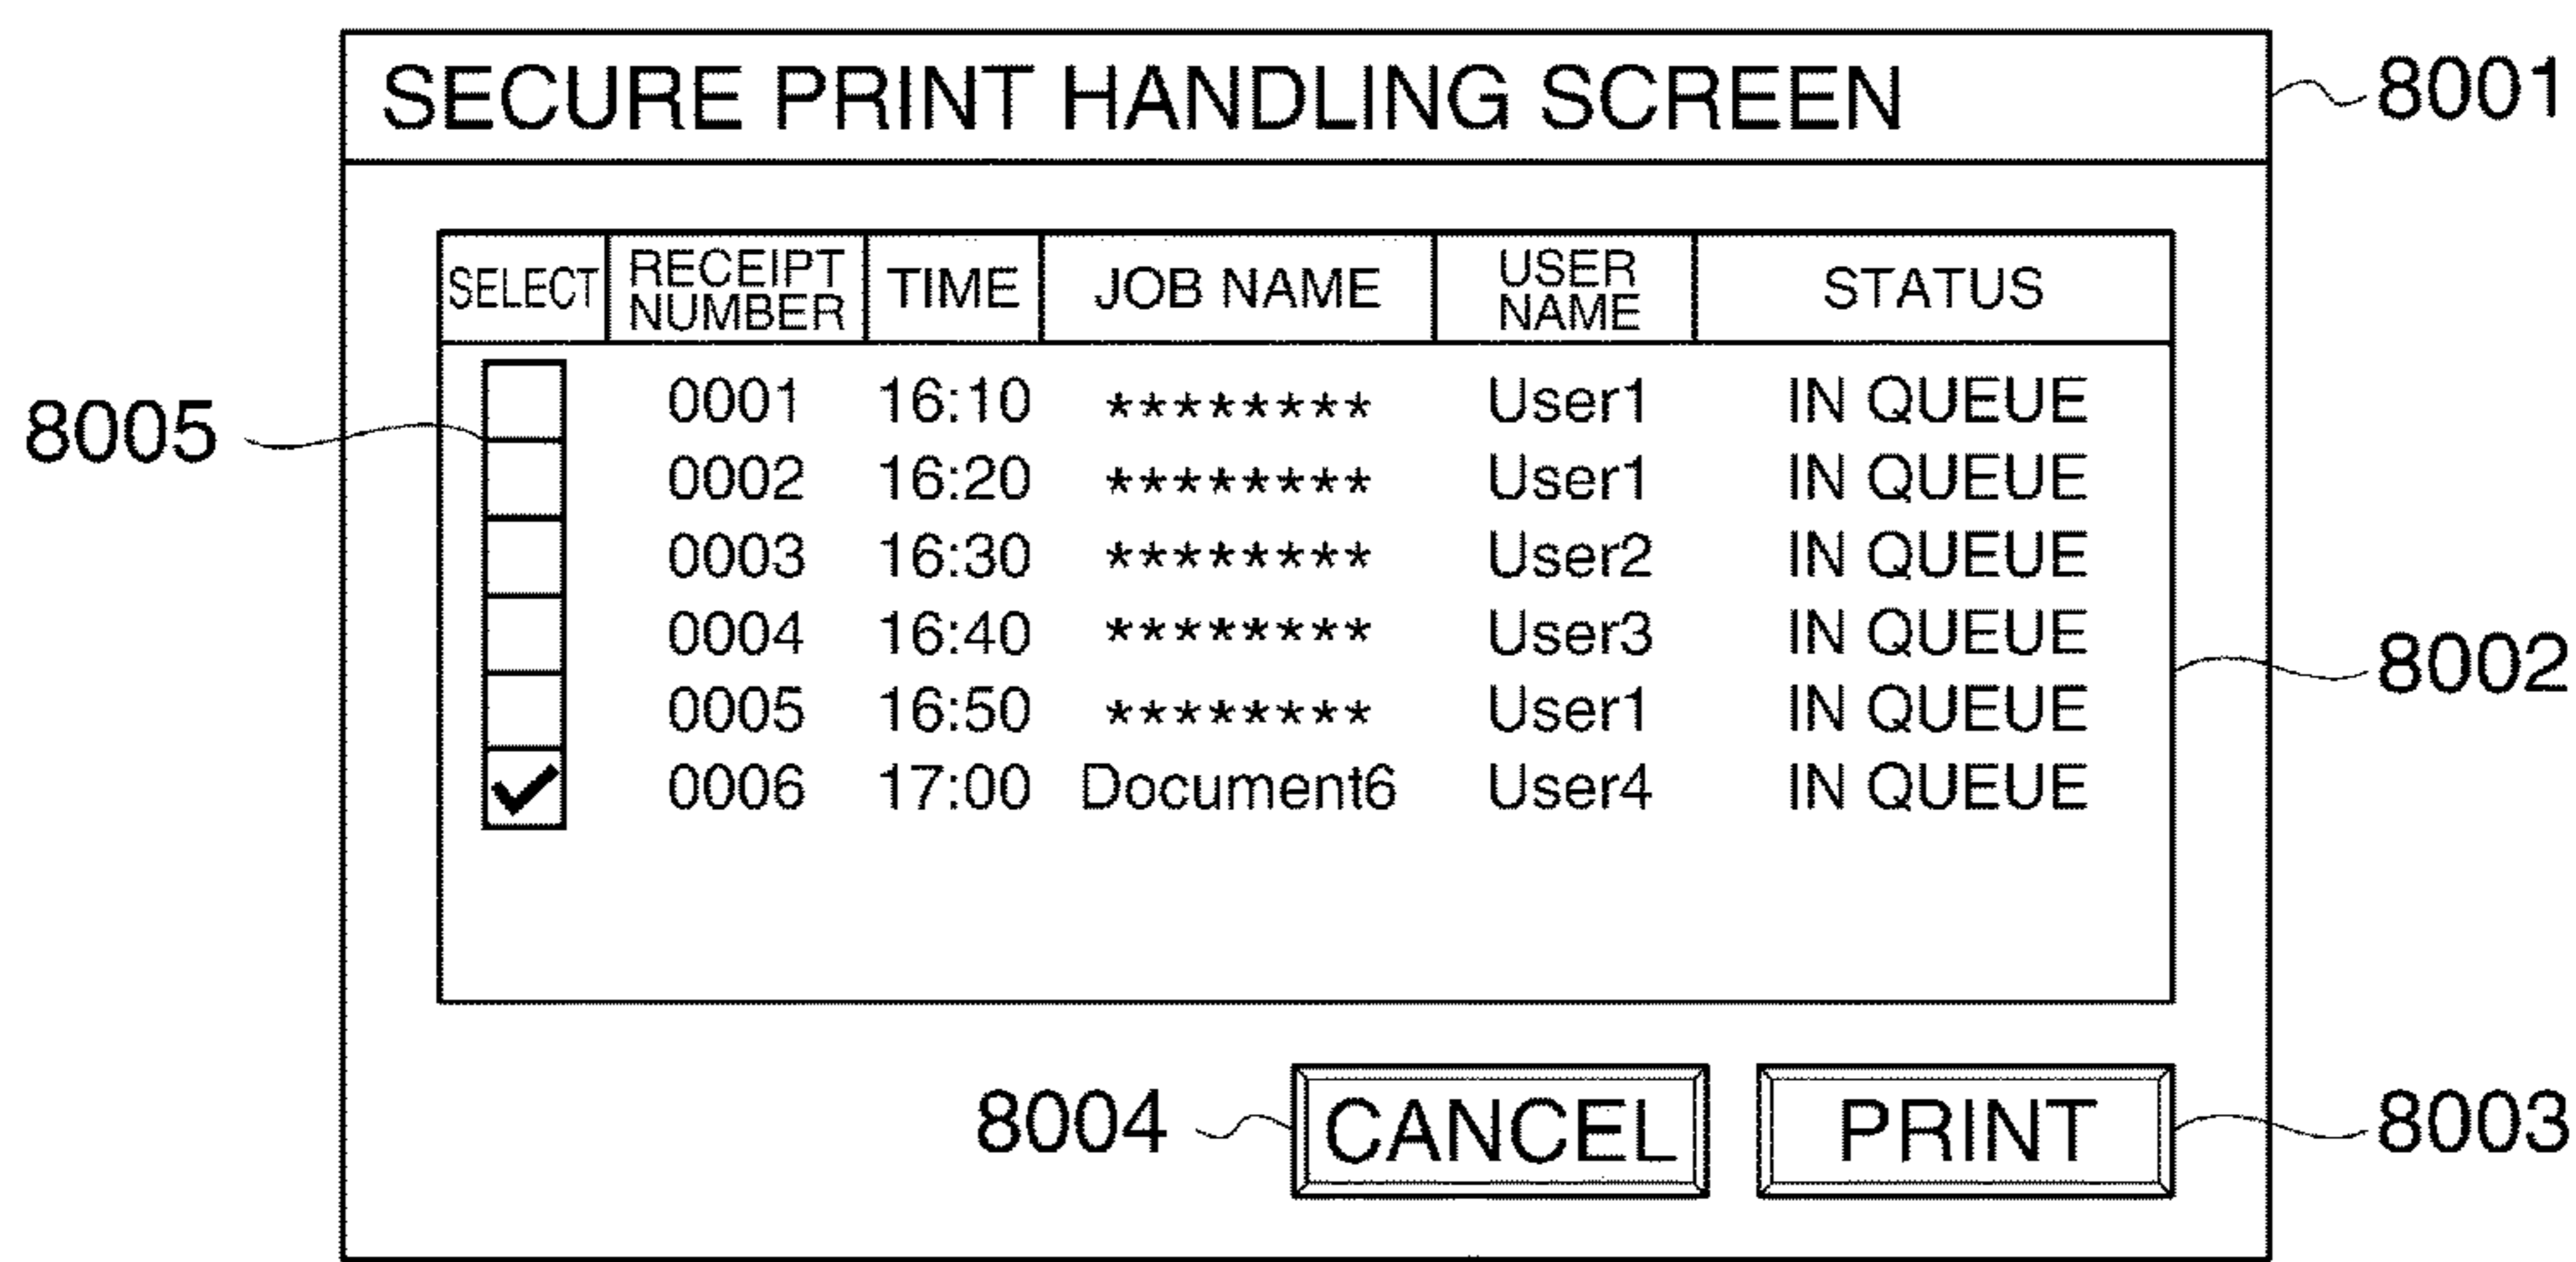 SECURE PRINT HANDLING SCREEN 8001
SELECT RECEIPT NUMBER TIME JOB NAME USER NAME STATUS
0001 16:10 ******** User1 IN QUEUE
8005
0002 16:20 ******** User1 IN QUEUE
0003 16:30 ******** User2 IN QUEUE
0004 16:40 ******** User3 IN QUEUE
8002
0005 16:50 ******** User1 IN QUEUE
0006 17:00 Document6 User4 IN QUEUE
8004 CANCEL PRINT 8003